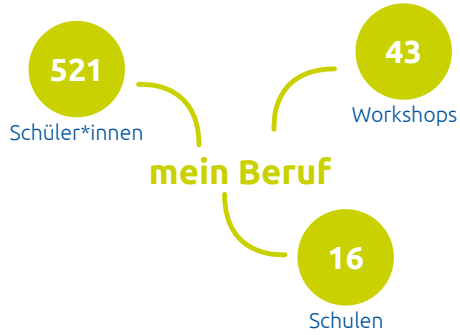 521
Schüler*innen
43
Workshops
mein Beruf
16
Schulen